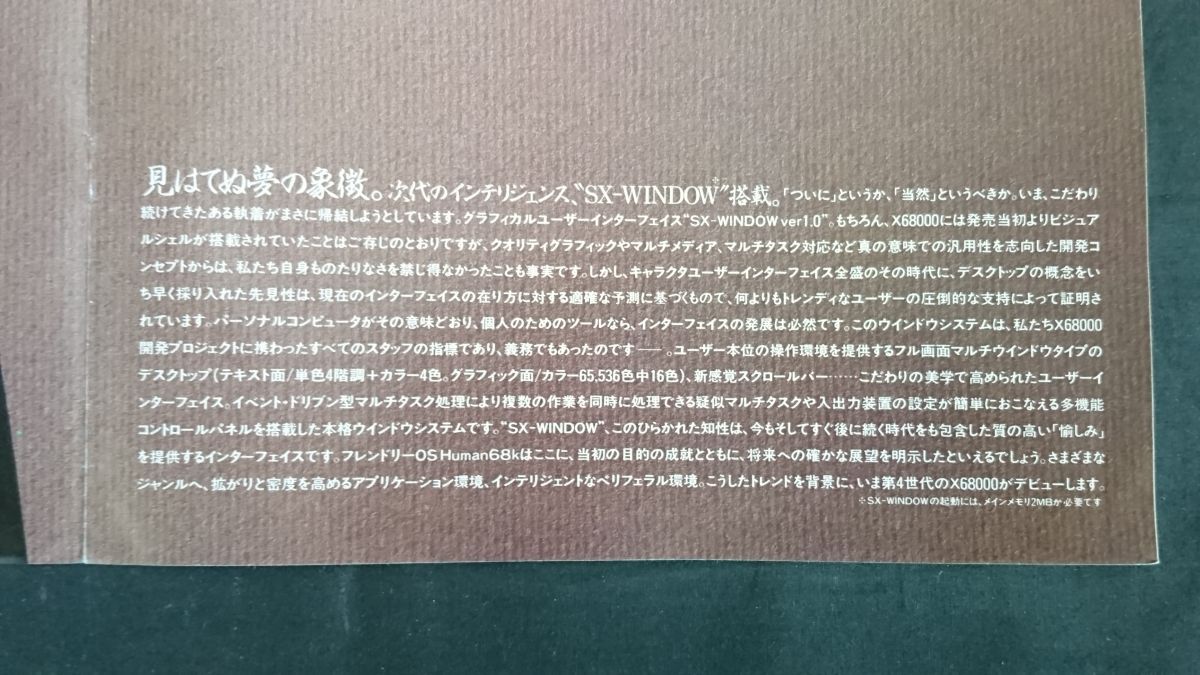 見はてぬ夢の象徴。次代のインテリジェンス、“SX-WINDOW※”搭載。「ついに」というか、「当然」というべきか。いま、こだわり
続けてきたある執着がまさに帰結しようとしています。グラフィカルユーザーインターフェイス“SX-WINDOW ver1.0”。もちろん、X68000には発売当初よりビジュア
ルシェルが搭載されていたことはご存じのとおりですが、クオリティグラフィックやマルチメディア、マルチタスク対応など真の意味での汎用性を志向した開発コ
ンセプトからは、私たち自身ものたりなさを禁じ得なかったことも事実です。しかし、キャラクタユーザーインターフェイス全盛のその時代に、デスクトップの概念をい
ち早く採り入れた先見性は、現在のインターフェイスの在り方に対する適確な予測に基づくもので、何よりもトレンディなユーザーの圧倒的な支持によって証明さ
れています。パーソナルコンピュータがその意味どおり、個人のためのツールなら、インターフェイスの発展は必然です。このウインドウシステムは、私たちX68000
開発プロジェクトに携わったすべてのスタッフの指標であり、義務でもあったのです──。ユーザー本位の操作環境を提供するフル画面マルチウインドウタイプの
デスクトップ(テキスト面/単色4階調+カラー4色。グラフィック面/カラー65,536色中16色)、新感覚スクロールバー……こだわりの美学で高められたユーザーイ
ンターフェイス。イベント・ドリブン型マルチタスク処理により複数の作業を同時に処理できる疑似マルチタスクや入出力装置の設定が簡単におこなえる多機能
コントロールパネルを搭載した本格ウインドウシステムです。“SX-WINDOW”、このひらかれた知性は、今もそしてすぐ後に続く時代をも包含した質の高い「愉しみ」
を提供するインターフェイスです。フレンドリーOS Human68kはここに、当初の目的の成就とともに、将来への確かな展望を明示したといえるでしょう。さまざまな
ジャンルへ、拡がりと密度を高めるアプリケーション環境、インテリジェントなペリフェラル環境。こうしたトレンドを背景に、いま第4世代のX68000がデビューします。
※SX-WINDOWの起動には、メインメモリ2MBが必要です